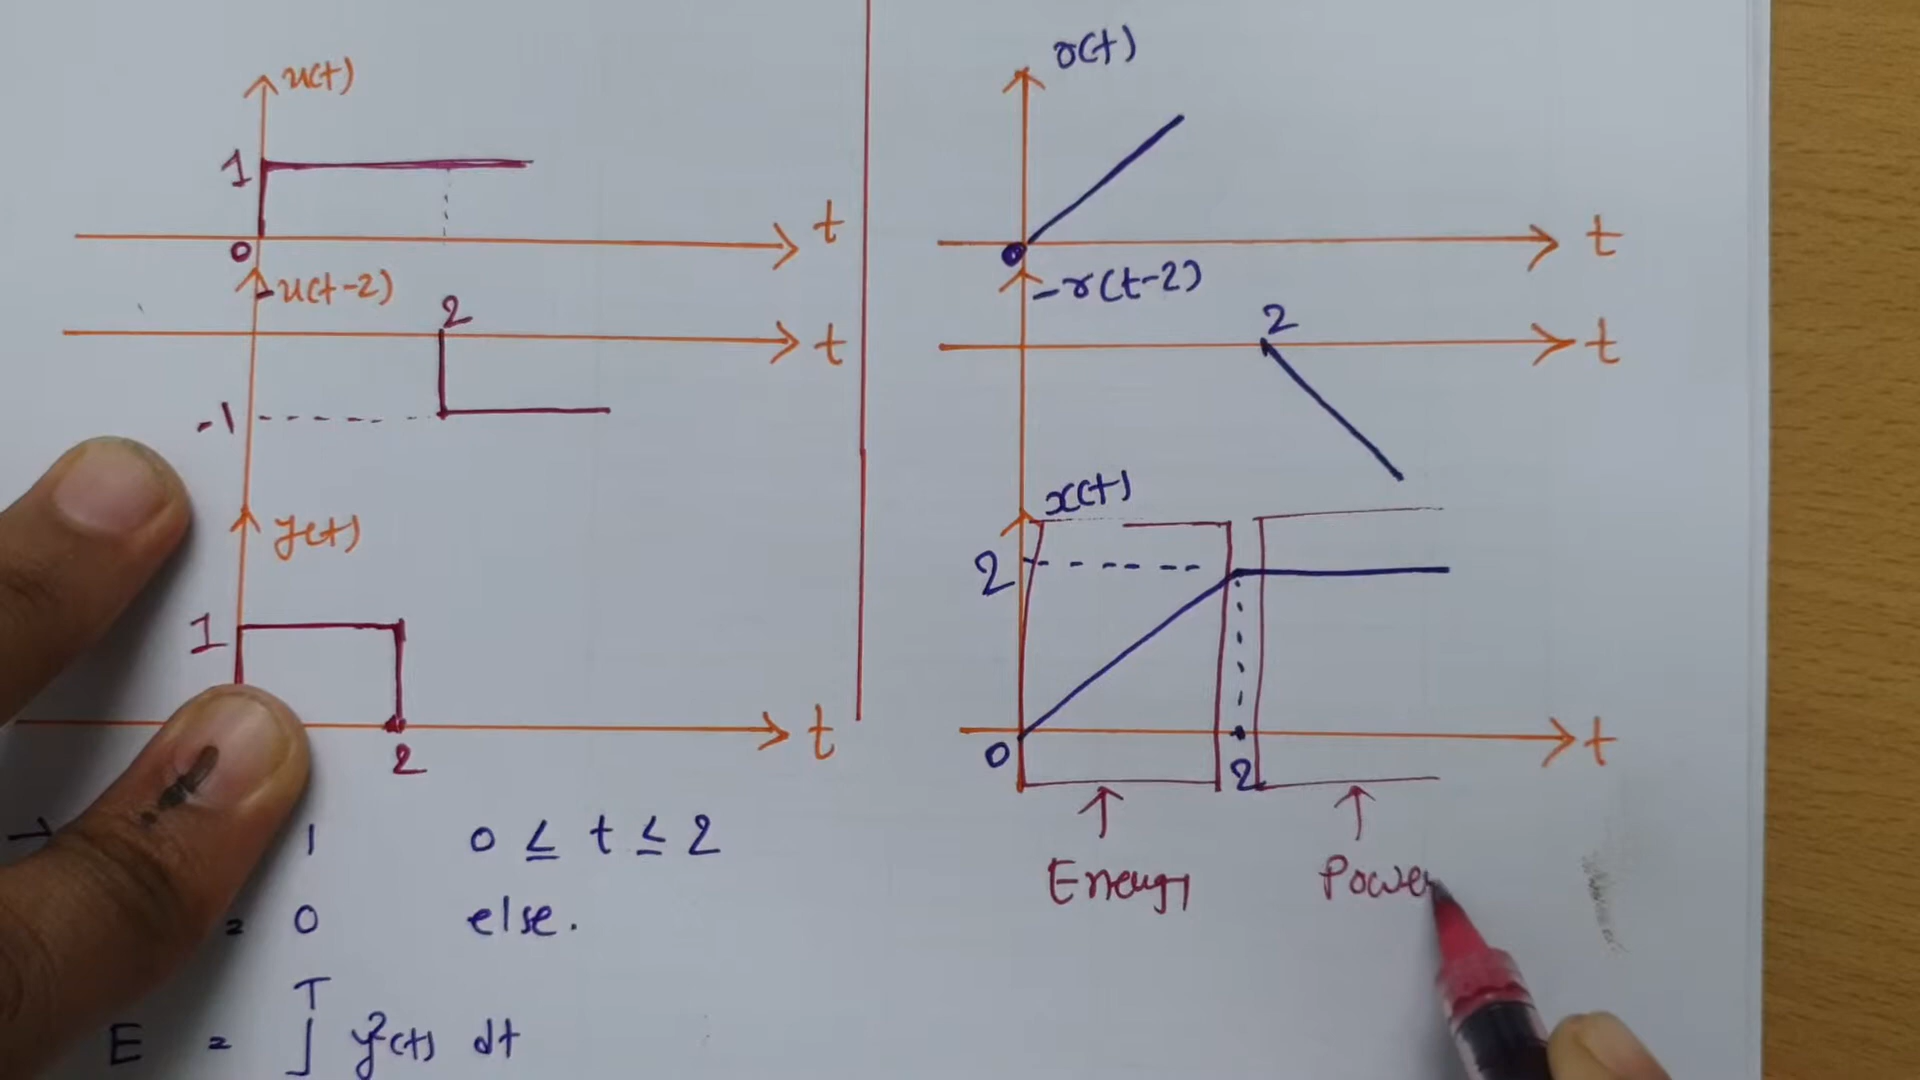 u(t)
1
0
t
-u(t-2)
2
t
-1
y(t)
1
2
t
1 0 ≤ t ≤ 2
= 0 else.
T
E = ∫ y²(t) dt
r(t)
0
t
-r(t-2)
2
t
x(t)
2
0
2
t
Energy
Power